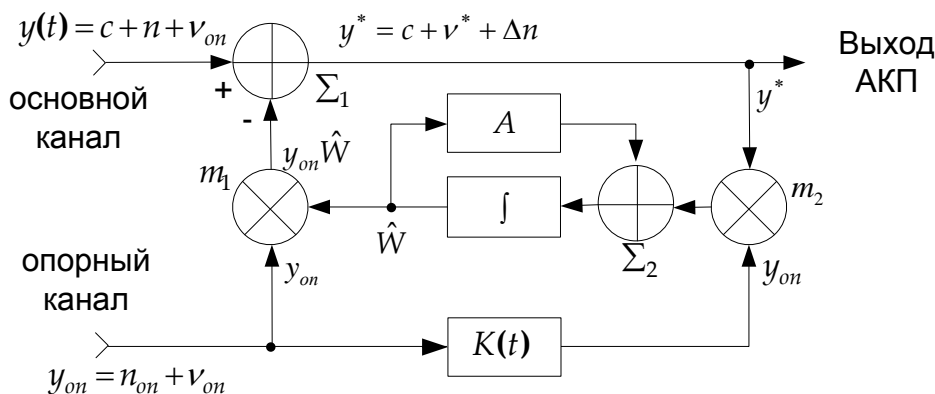 y(t) = c + n + ν_on
y* = c + ν* + Δn
Выход
АКП
основной
канал
+
-
Σ₁
A
y*
y_on Ŵ
m₁
∫
m₂
Ŵ
Σ₂
опорный
канал
y_on
y_on
K(t)
y_on = n_on + ν_on